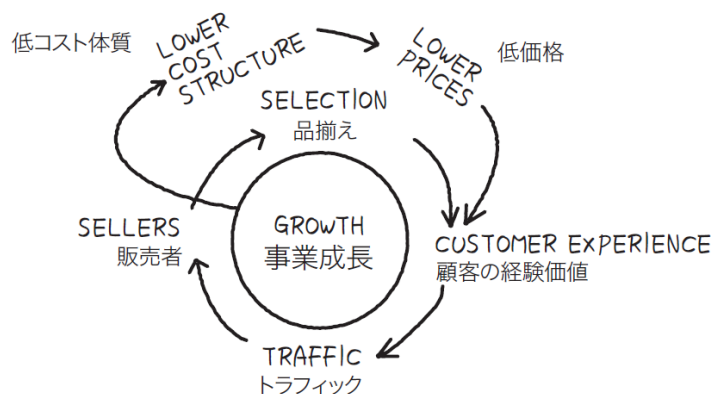 低コスト体質
LOWER
COST
STRUCTURE
LOWER
PRICES
低価格
SELECTION
品揃え
SELLERS
販売者
GROWTH
事業成長
CUSTOMER EXPERIENCE
顧客の経験価値
TRAFFIC
トラフィック